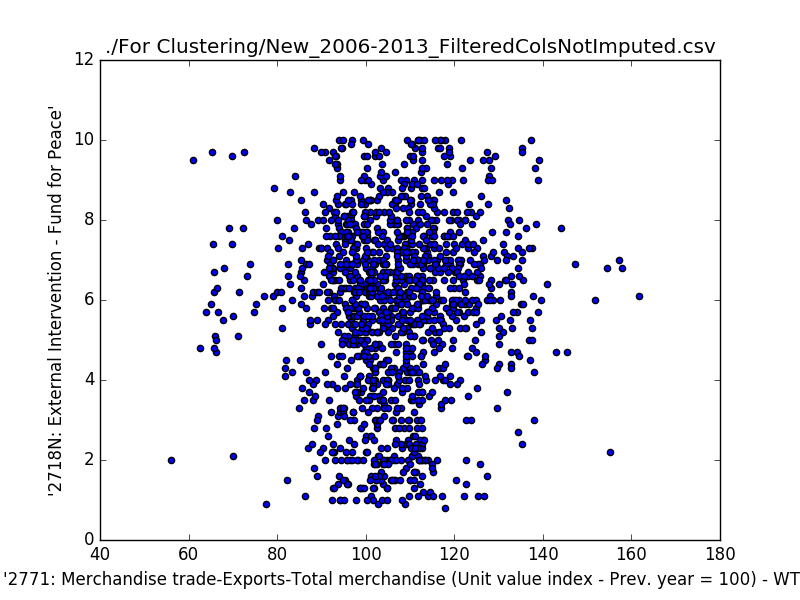 ./For Clustering/New_2006-2013_FilteredColsNotImputed.csv
'2718N: External Intervention - Fund for Peace'
12
10
8
6
4
2
0
40 60 80 100 120 140 160 180
'2771: Merchandise trade-Exports-Total merchandise (Unit value index - Prev. year = 100) - WT